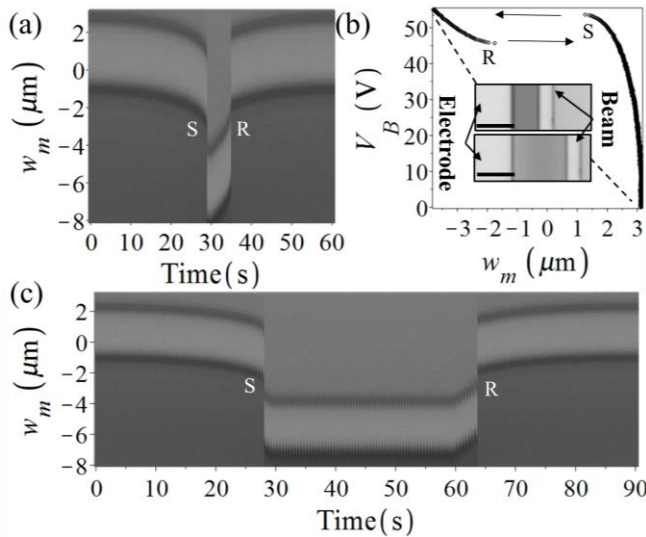 (a)
2
0
-2
-4
-6
-8
w_m (μm)
S
R
0 10 20 30 40 50 60
Time(s)
(b)
50
40
30
20
10
0
V_B (V)
S
R
Electrode
Beam
-3 -2 -1 0 1 2 3
w_m (μm)
(c)
2
0
-2
-4
-6
-8
w_m (μm)
S
R
0 10 20 30 40 50 60 70 80 90
Time(s)